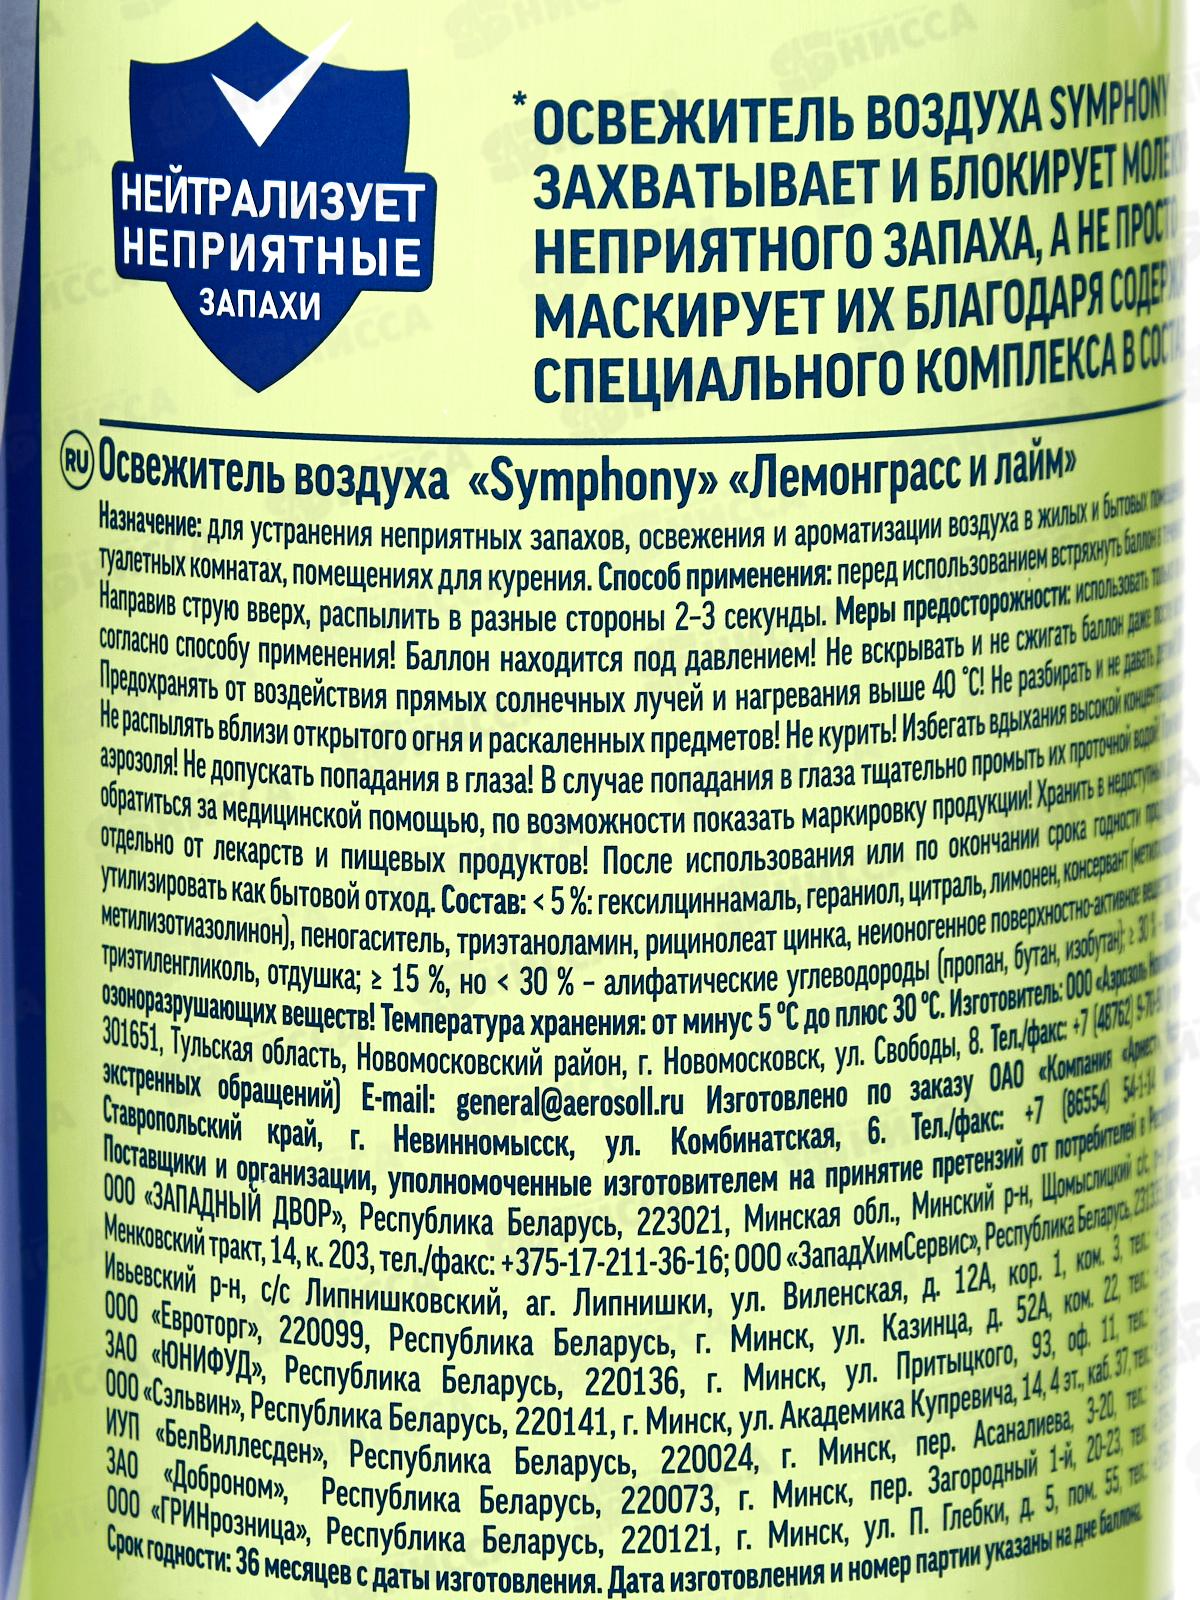 НЕЙТРАЛИЗУЕТ
НЕПРИЯТНЫЕ
ЗАПАХИ
*ОСВЕЖИТЕЛЬ ВОЗДУХА SYMPHONY
ЗАХВАТЫВАЕТ И БЛОКИРУЕТ
НЕПРИЯТНОГО ЗАПАХА, А НЕ ПРОСТО
МАСКИРУЕТ ИХ БЛАГОДАРЯ
СПЕЦИАЛЬНОГО КОМПЛЕКСА В
RU Освежитель воздуха «Symphony» «Лемонграсс и лайм»
Назначение: для устранения неприятных запахов, освежения и ароматизации воздуха в жилых и бытовых
туалетных комнатах, помещениях для курения. Способ применения: перед использованием встряхнуть баллон в
Направив струю вверх, распылить в разные стороны 2–3 секунды. Меры предосторожности: использовать только
согласно способу применения! Баллон находится под давлением! Не вскрывать и не сжигать баллон даже после
Предохранять от воздействия прямых солнечных лучей и нагревания выше 40 °С! Не разбирать и не давать детям
Не распылять вблизи открытого огня и раскаленных предметов! Не курить! Избегать вдыхания высокой концентрации
аэрозоля! Не допускать попадания в глаза! В случае попадания в глаза тщательно промыть их проточной водой!
обратиться за медицинской помощью, по возможности показать маркировку продукции! Хранить в недоступных
отдельно от лекарств и пищевых продуктов! После использования или по окончании срока годности
утилизировать как бытовой отход. Состав: < 5 %: гексилциннамаль, гераниол, цитраль, лимонен, консервант
метилизотиазолинон), пеногаситель, триэтаноламин, рицинолеат цинка, неионогенное поверхностно-активное
триэтиленгликоль, отдушка; ≥ 15 %, но < 30 % – алифатические углеводороды (пропан, бутан, изобутан); ≥ 30 %
озоноразрушающих веществ! Температура хранения: от минус 5 °С до плюс 30 °С. Изготовитель: ООО «Аэрозоль
301651, Тульская область, Новомосковский район, г. Новомосковск, ул. Свободы, 8. Тел./факс: +7 (48762)
экстренных обращений) E-mail: general@aerosoll.ru Изготовлено по заказу ОАО «Компания «Арнест»
Ставропольский край, г. Невинномысск, ул. Комбинатская, 6. Тел./факс: +7 (86554)
Поставщики и организации, уполномоченные изготовителем на принятие претензий от потребителей в
ООО «ЗАПАДНЫЙ ДВОР», Республика Беларусь, 223021, Минская обл., Минский р-н, Щомыслицкий с/с,
Менковский тракт, 14, к. 203, тел./факс: +375-17-211-36-16; ООО «ЗападХимСервис», Республика Беларусь,
Ивьевский р-н, с/с Липнишковский, аг. Липнишки, ул. Виленская, д. 12А, кор. 1, ком. 3, тел.:
ООО «Евроторг», 220099, Республика Беларусь, г. Минск, ул. Казинца, д. 52А, ком. 22, тел.:
ЗАО «ЮНИФУД», Республика Беларусь, 220136, г. Минск, ул. Притыцкого, 93, оф. 11, тел.:
ООО «Сэльвин», Республика Беларусь, 220141, г. Минск, ул. Академика Купревича, 14, 4 эт., каб. 37, тел.:
ИУП «БелВиллесден», Республика Беларусь, 220024, г. Минск, пер. Асаналиева, 3-20, тел.:
ЗАО «Доброном», Республика Беларусь, 220073, г. Минск, пер. Загородный 1-й, 20-23, тел.
ООО «ГРИНрозница», Республика Беларусь, 220121, г. Минск, ул. П. Глебки, д. 5, пом. 55, тел.:
Срок годности: 36 месяцев с даты изготовления. Дата изготовления и номер партии указаны на дне баллона.